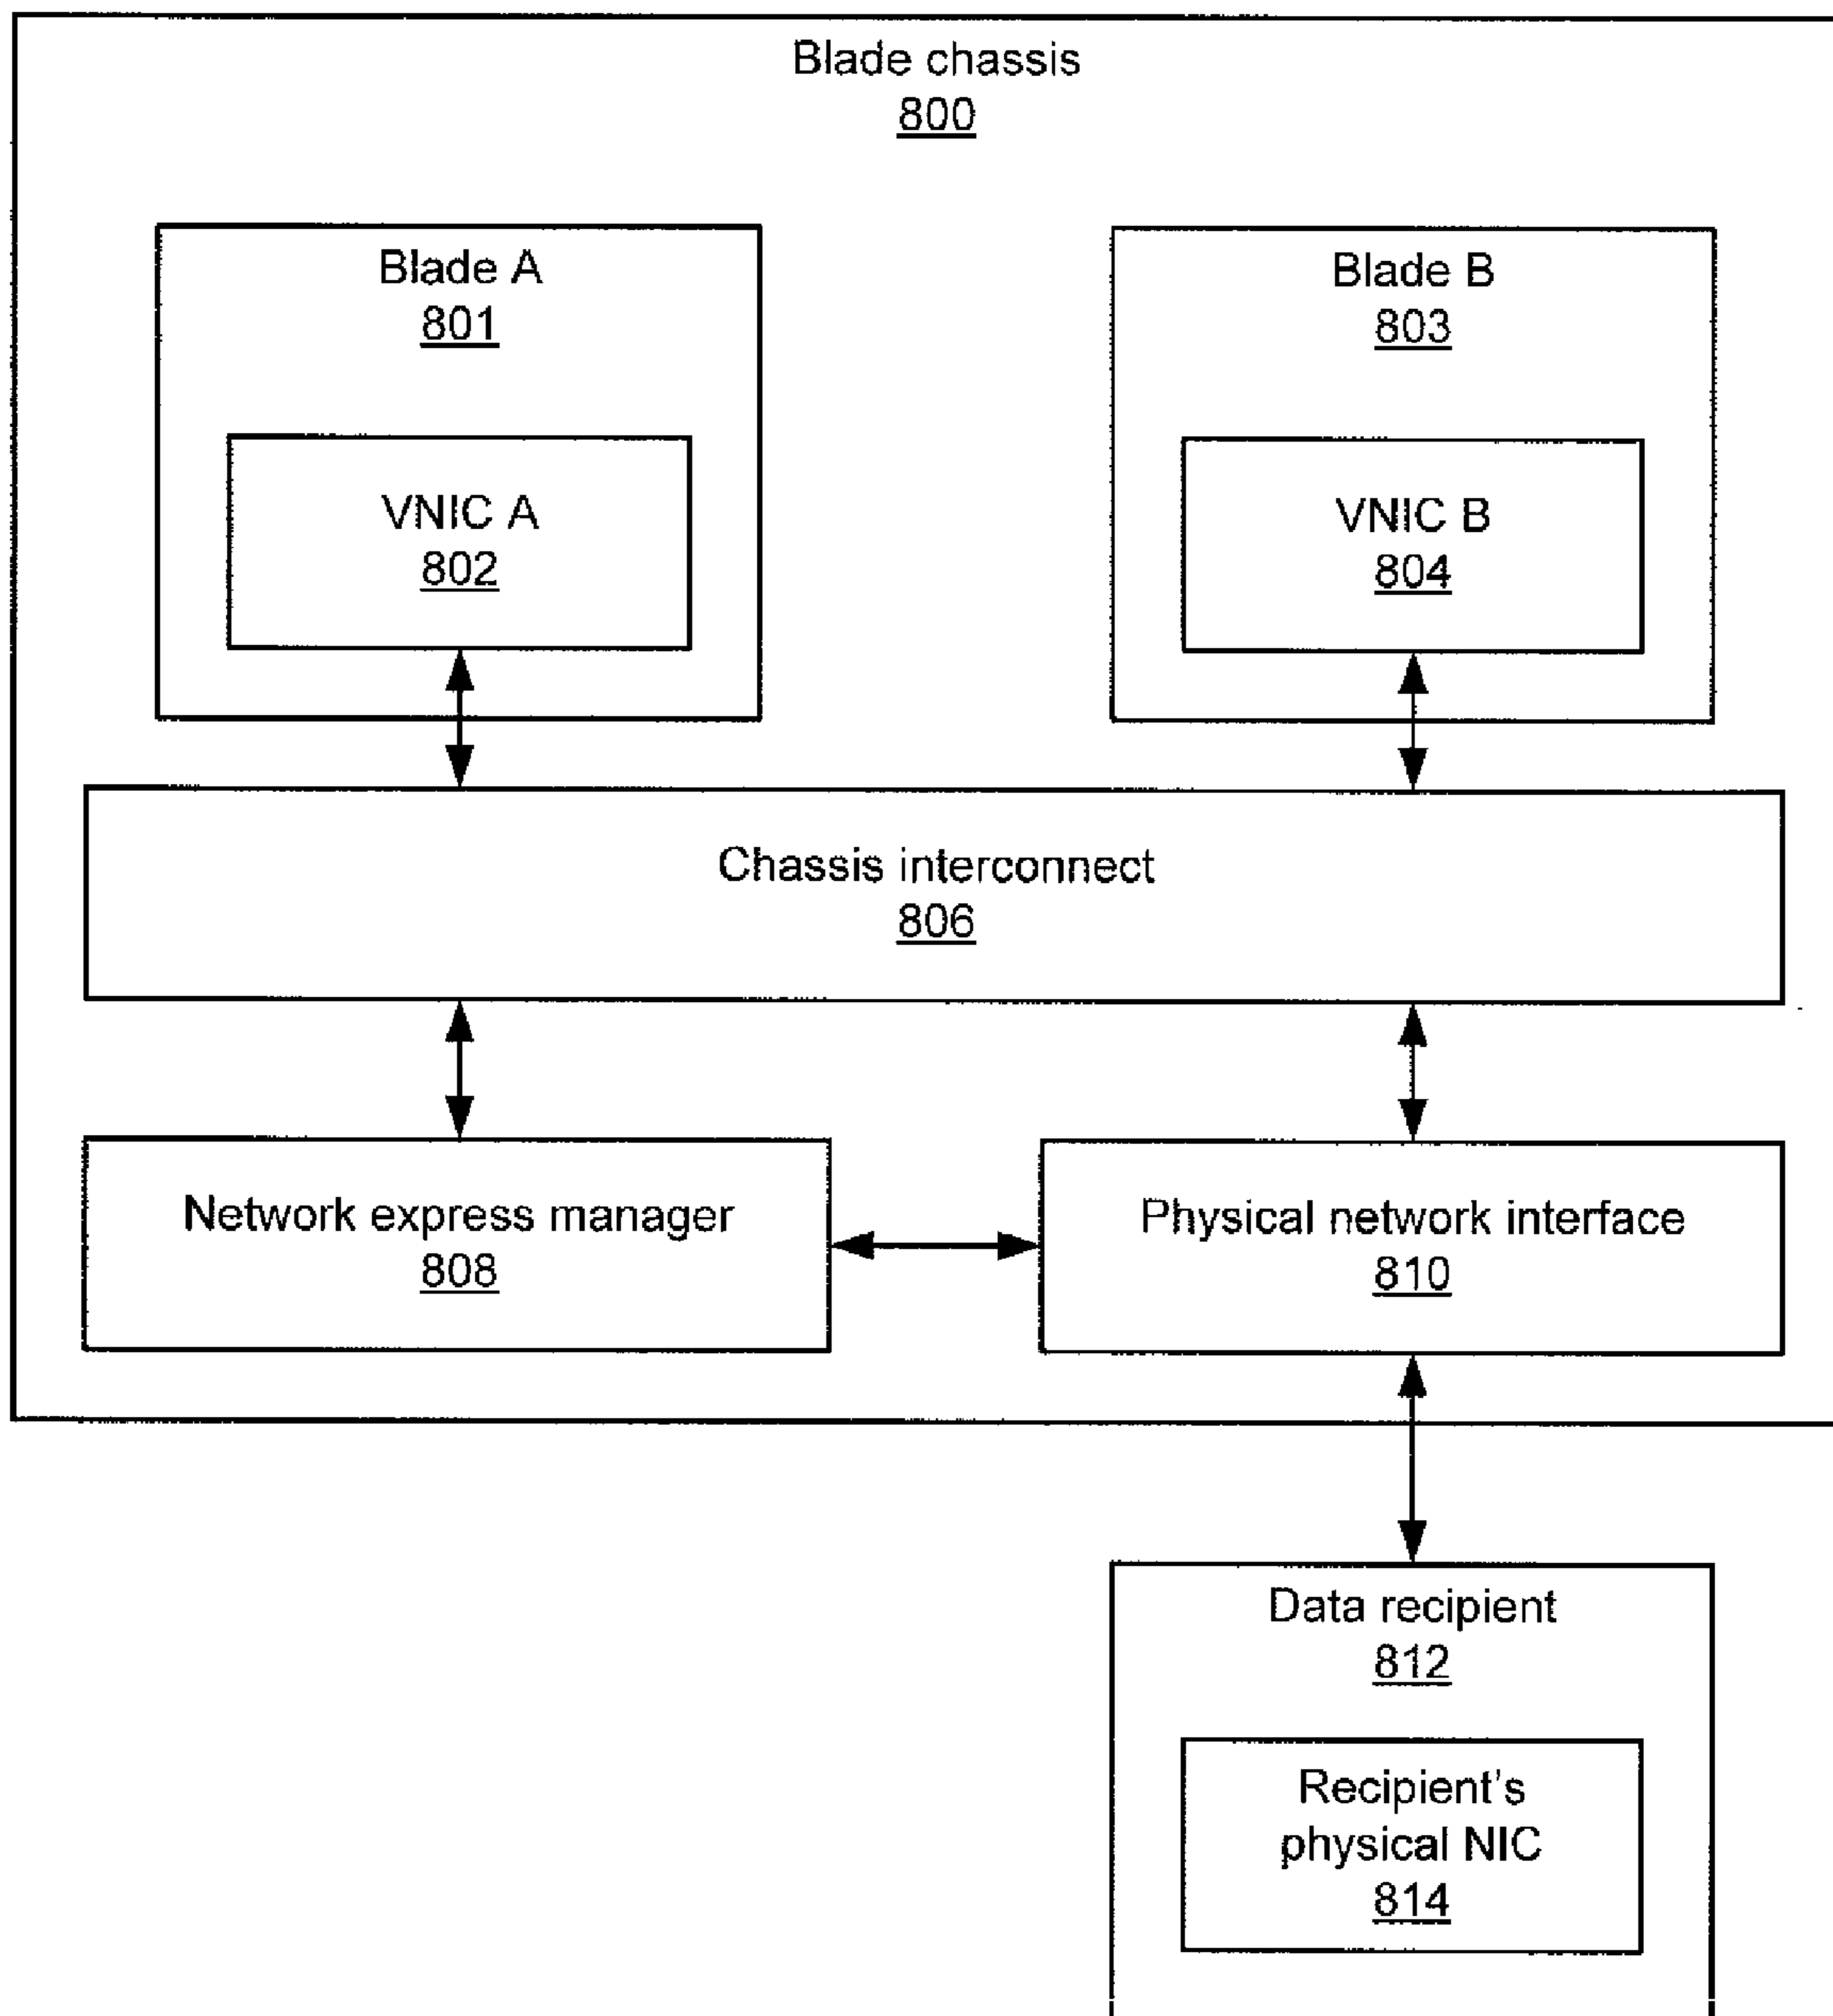 Blade chassis
800
Blade A
801
Blade B
803
VNIC A
802
VNIC B
804
Chassis interconnect
806
Network express manager
808
Physical network interface
810
Data recipient
812
Recipient's
physical NIC
814